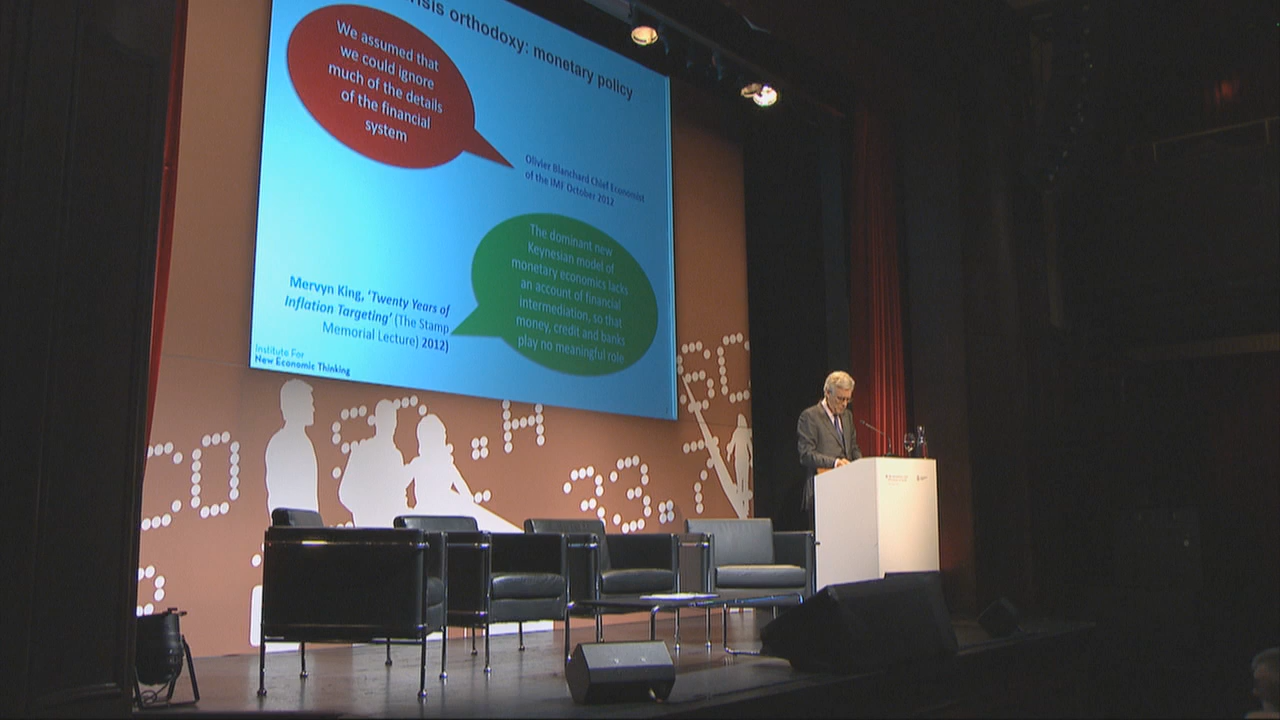 risis orthodoxy: monetary policy
We assumed that
we could ignore
much of the details
of the financial
system
Olivier Blanchard Chief Economist
of the IMF October 2012
The dominant new
Keynesian model of
monetary economics lacks
an account of financial
intermediation, so that
money, credit and banks
play no meaningful role
Mervyn King, ‘Twenty Years of
Inflation Targeting’ (The Stamp
Memorial Lecture) 2012)
Institute For
New Economic Thinking